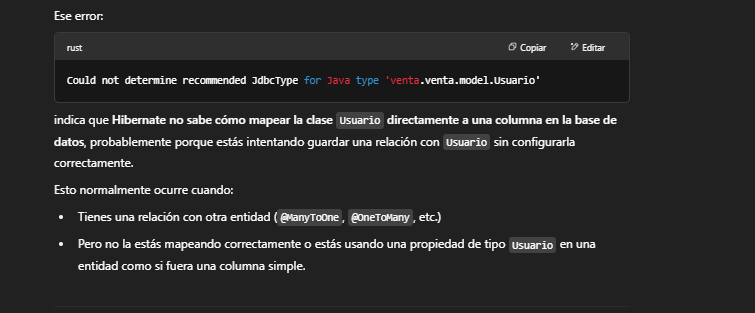 Ese error:
rust
Copiar
Editar
Could not determine recommended JdbcType for Java type 'venta.venta.model.Usuario'
indica que Hibernate no sabe cómo mapear la clase Usuario directamente a una columna en la base de
datos, probablemente porque estás intentando guardar una relación con Usuario sin configurarla
correctamente.
Esto normalmente ocurre cuando:
• Tienes una relación con otra entidad (@ManyToOne, @OneToMany, etc.)
• Pero no la estás mapeando correctamente o estás usando una propiedad de tipo Usuario en una
entidad como si fuera una columna simple.